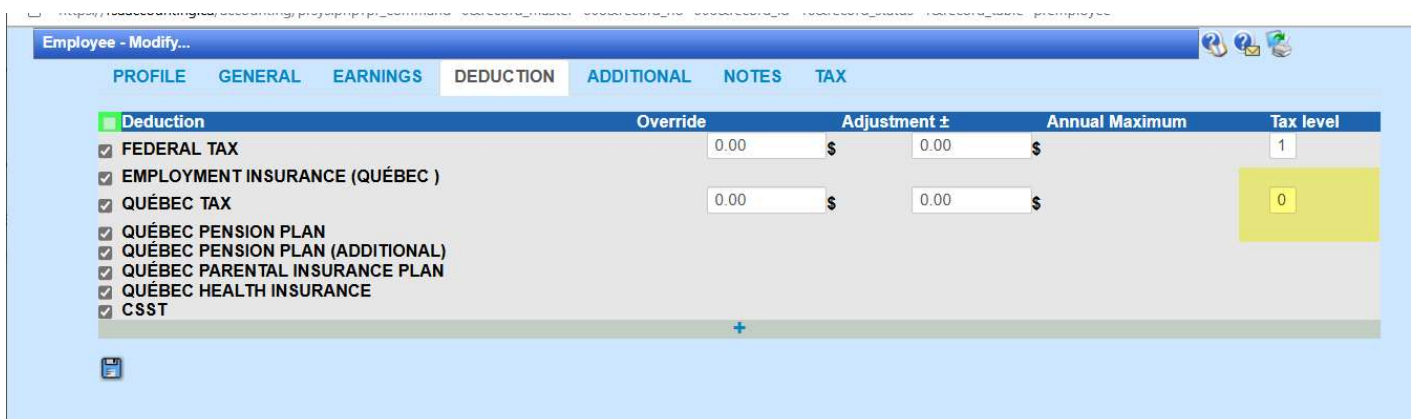 Employee - Modify...
PROFILE GENERAL EARNINGS DEDUCTION ADDITIONAL NOTES TAX
Deduction Override Adjustment ± Annual Maximum Tax level
FEDERAL TAX 0.00 $ 0.00 $ 1
EMPLOYMENT INSURANCE (QUÉBEC )
QUÉBEC TAX 0.00 $ 0.00 $ 0
QUÉBEC PENSION PLAN
QUÉBEC PENSION PLAN (ADDITIONAL)
QUÉBEC PARENTAL INSURANCE PLAN
QUÉBEC HEALTH INSURANCE
CSST
+